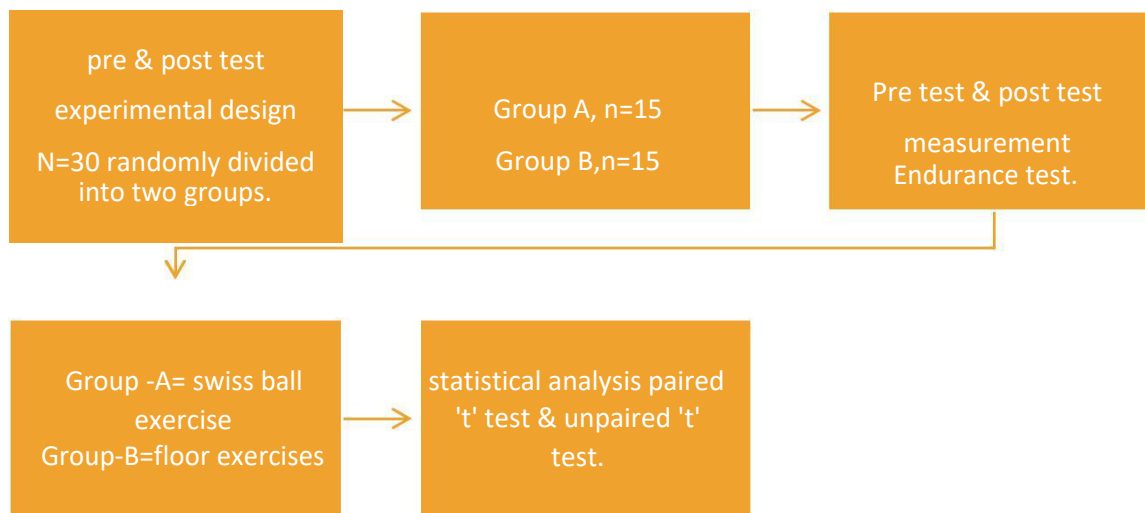 pre & post test
experimental design
N=30 randomly divided
into two groups.
Group A, n=15
Group B,n=15
Pre test & post test
measurement
Endurance test.
Group -A= swiss ball
exercise
Group-B=floor exercises
statistical analysis paired
't' test & unpaired 't'
test.